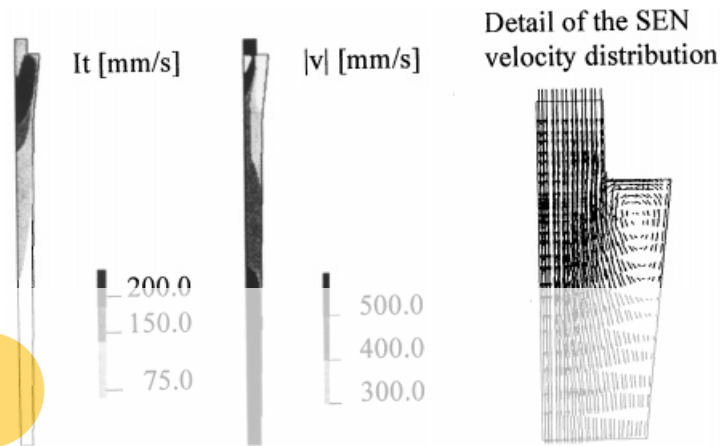 It [mm/s]
200.0
150.0
75.0
|v| [mm/s]
500.0
400.0
300.0
Detail of the SEN
velocity distribution